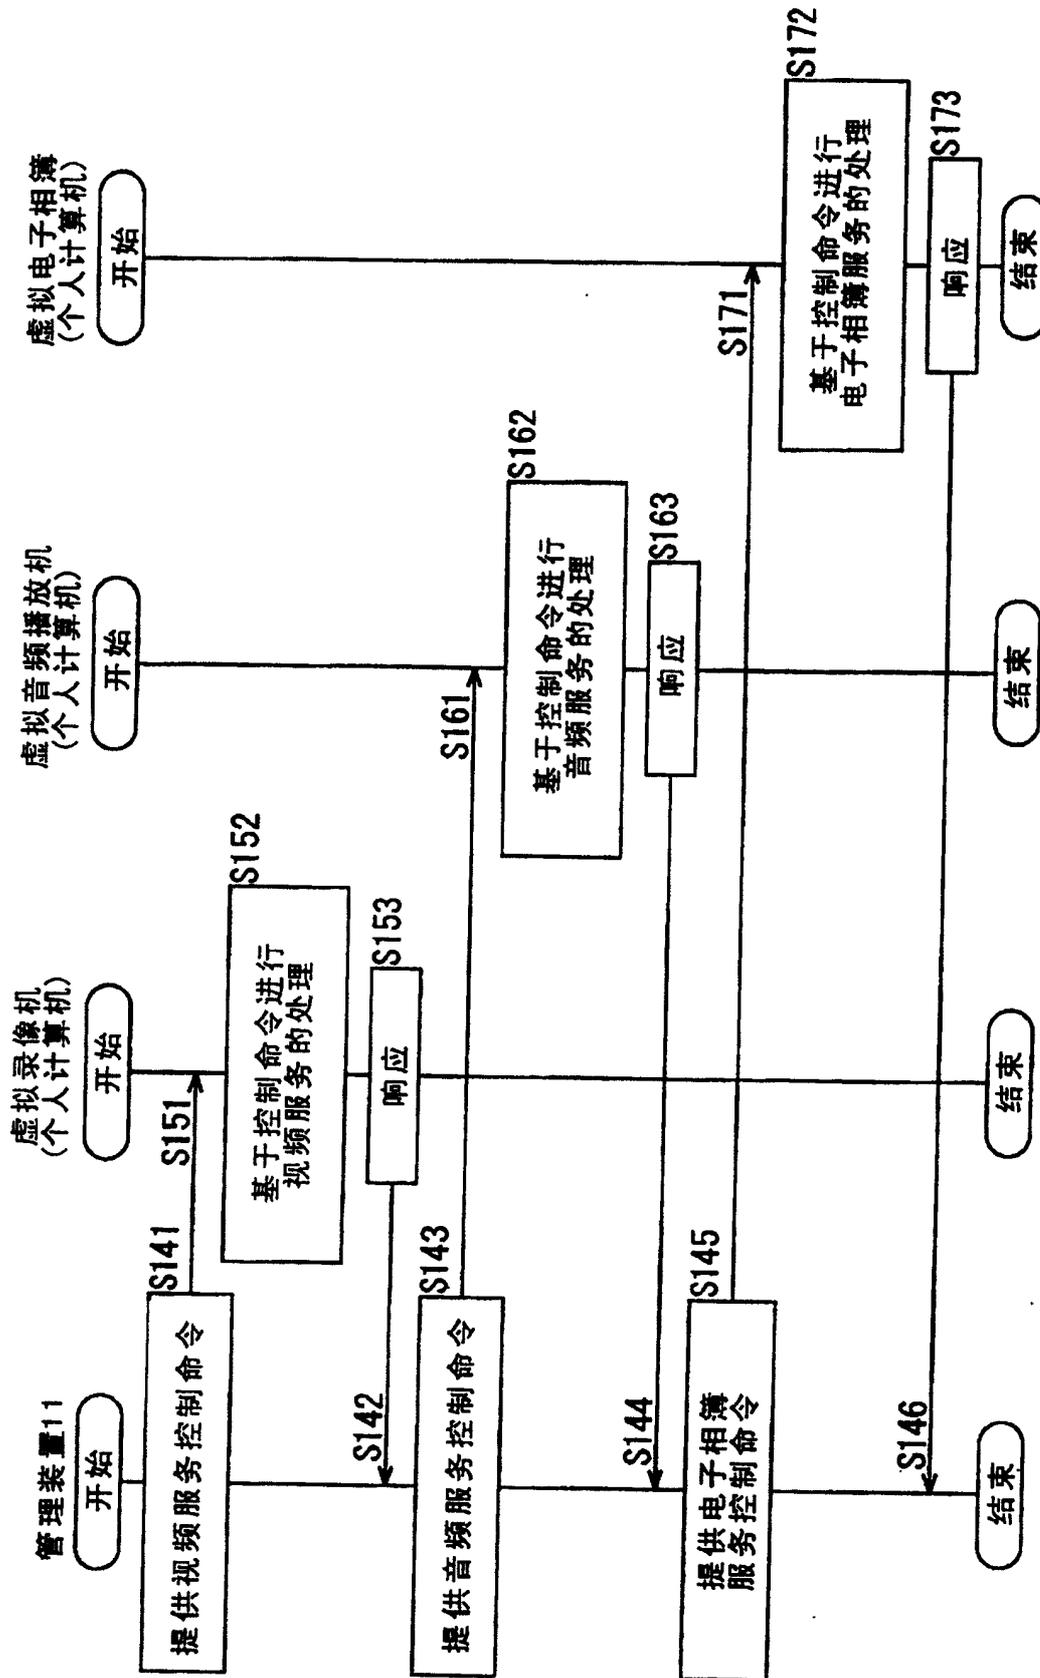 管理装置11
开始
提供视频服务控制命令
S141
S142
提供音频服务控制命令
S143
S144
提供电子相簿
服务控制命令
S145
S146
结束
虚拟录像机
(个人计算机)
开始
S151
基于控制命令进行
视频服务的处理
S152
响应
S153
结束
虚拟音频播放机
(个人计算机)
开始
S161
基于控制命令进行
音频服务的处理
S162
响应
S163
结束
虚拟电子相簿
(个人计算机)
开始
S171
基于控制命令进行
电子相簿服务的处理
S172
响应
S173
结束